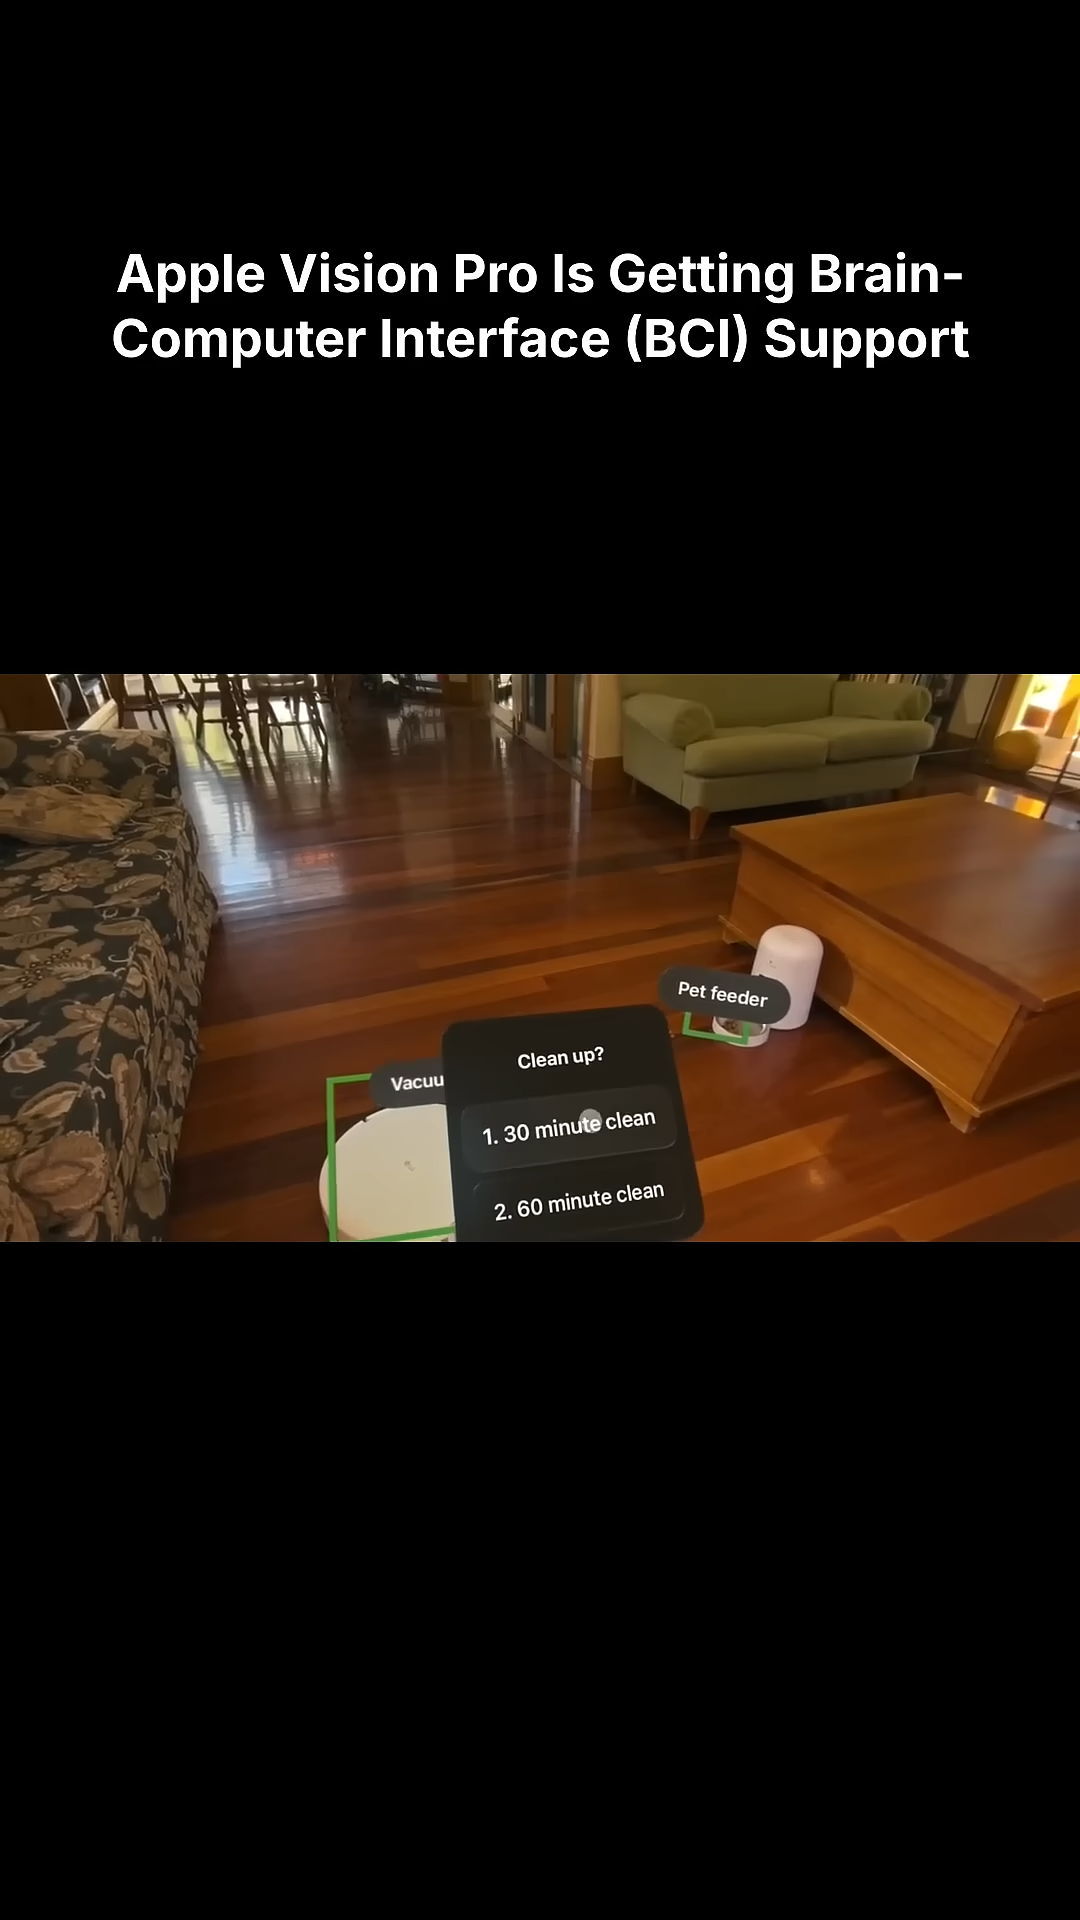 Apple Vision Pro Is Getting Brain-
Computer Interface (BCI) Support
Pet feeder
Clean up?
Vacuu
1. 30 minute clean
2. 60 minute clean